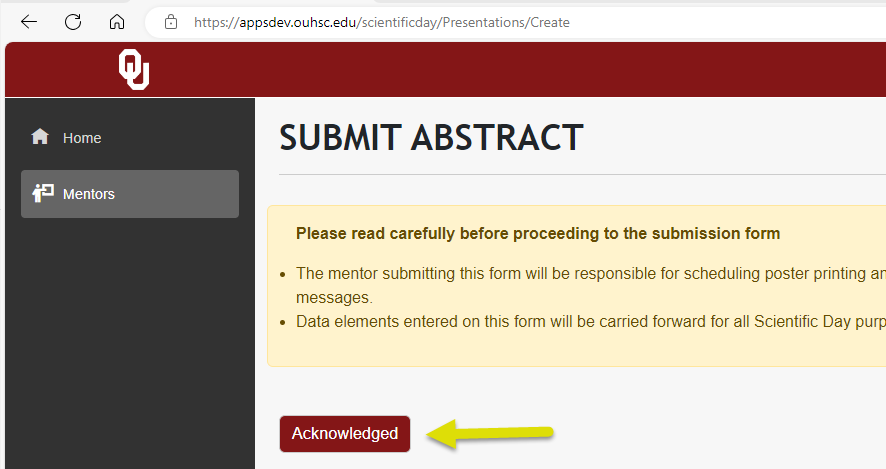 https://appsdev.ouhsc.edu/scientificday/Presentations/Create
OU
Home
Mentors
SUBMIT ABSTRACT
Please read carefully before proceeding to the submission form
The mentor submitting this form will be responsible for scheduling poster printing
messages.
Data elements entered on this form will be carried forward for all Scientific Day
Acknowledged